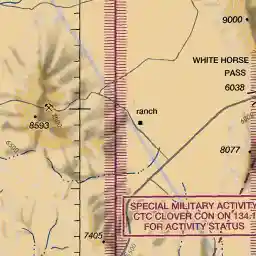 9000
WHITE HORSE
PASS
6038
ranch
8593
8077
SPECIAL MILITARY ACTIVITY
CTC CLOVER CON ON 134.1
FOR ACTIVITY STATUS
7405